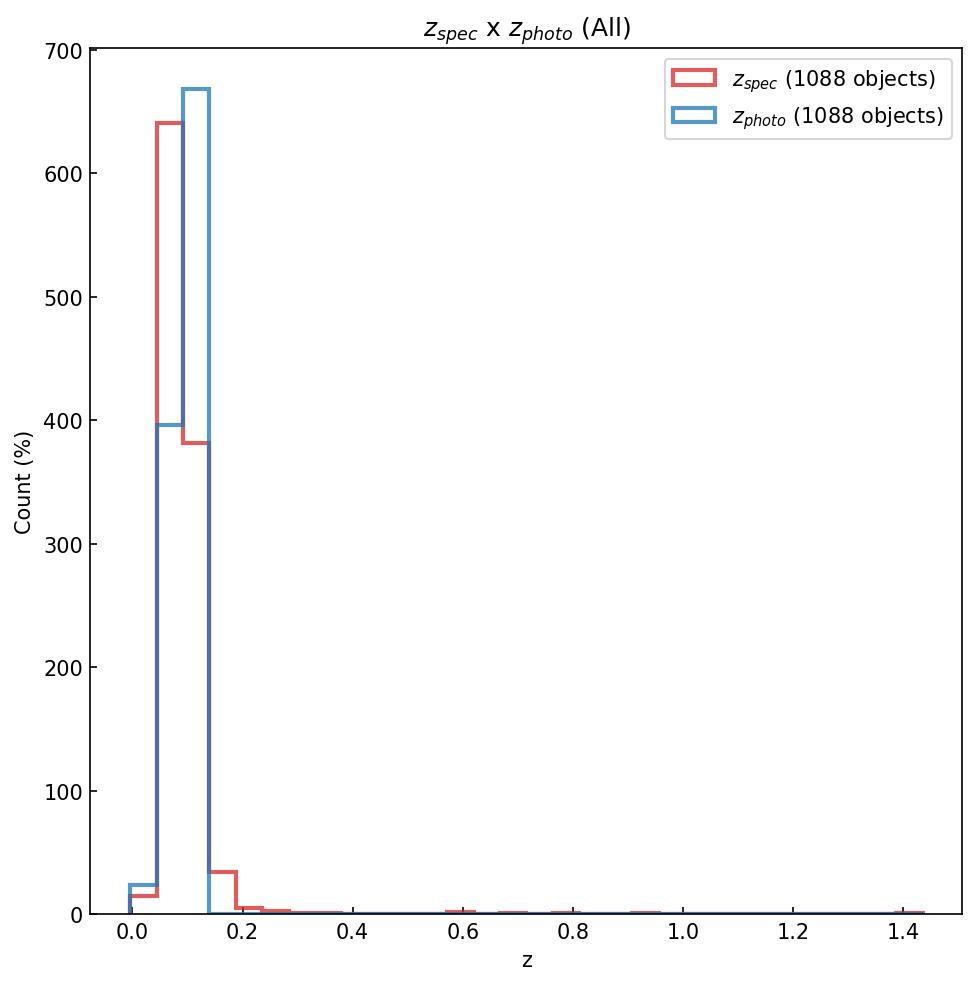 z_spec x z_photo (All)
z_spec (1088 objects)
z_photo (1088 objects)
700
600
500
400
300
200
100
0
Count (%)
0.0 0.2 0.4 0.6 0.8 1.0 1.2 1.4
z